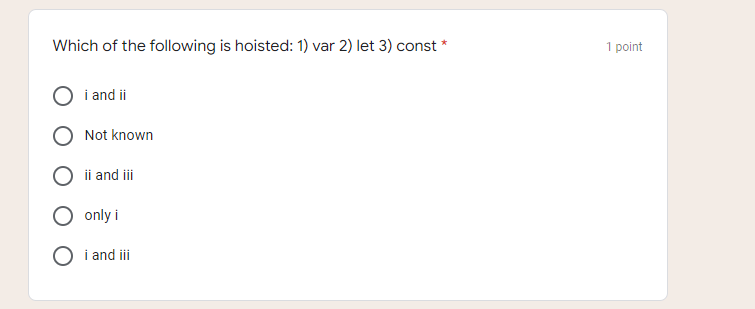 Which of the following is hoisted: 1) var 2) let 3) const *
1 point
i and ii
Not known
ii and iii
only i
i and iii